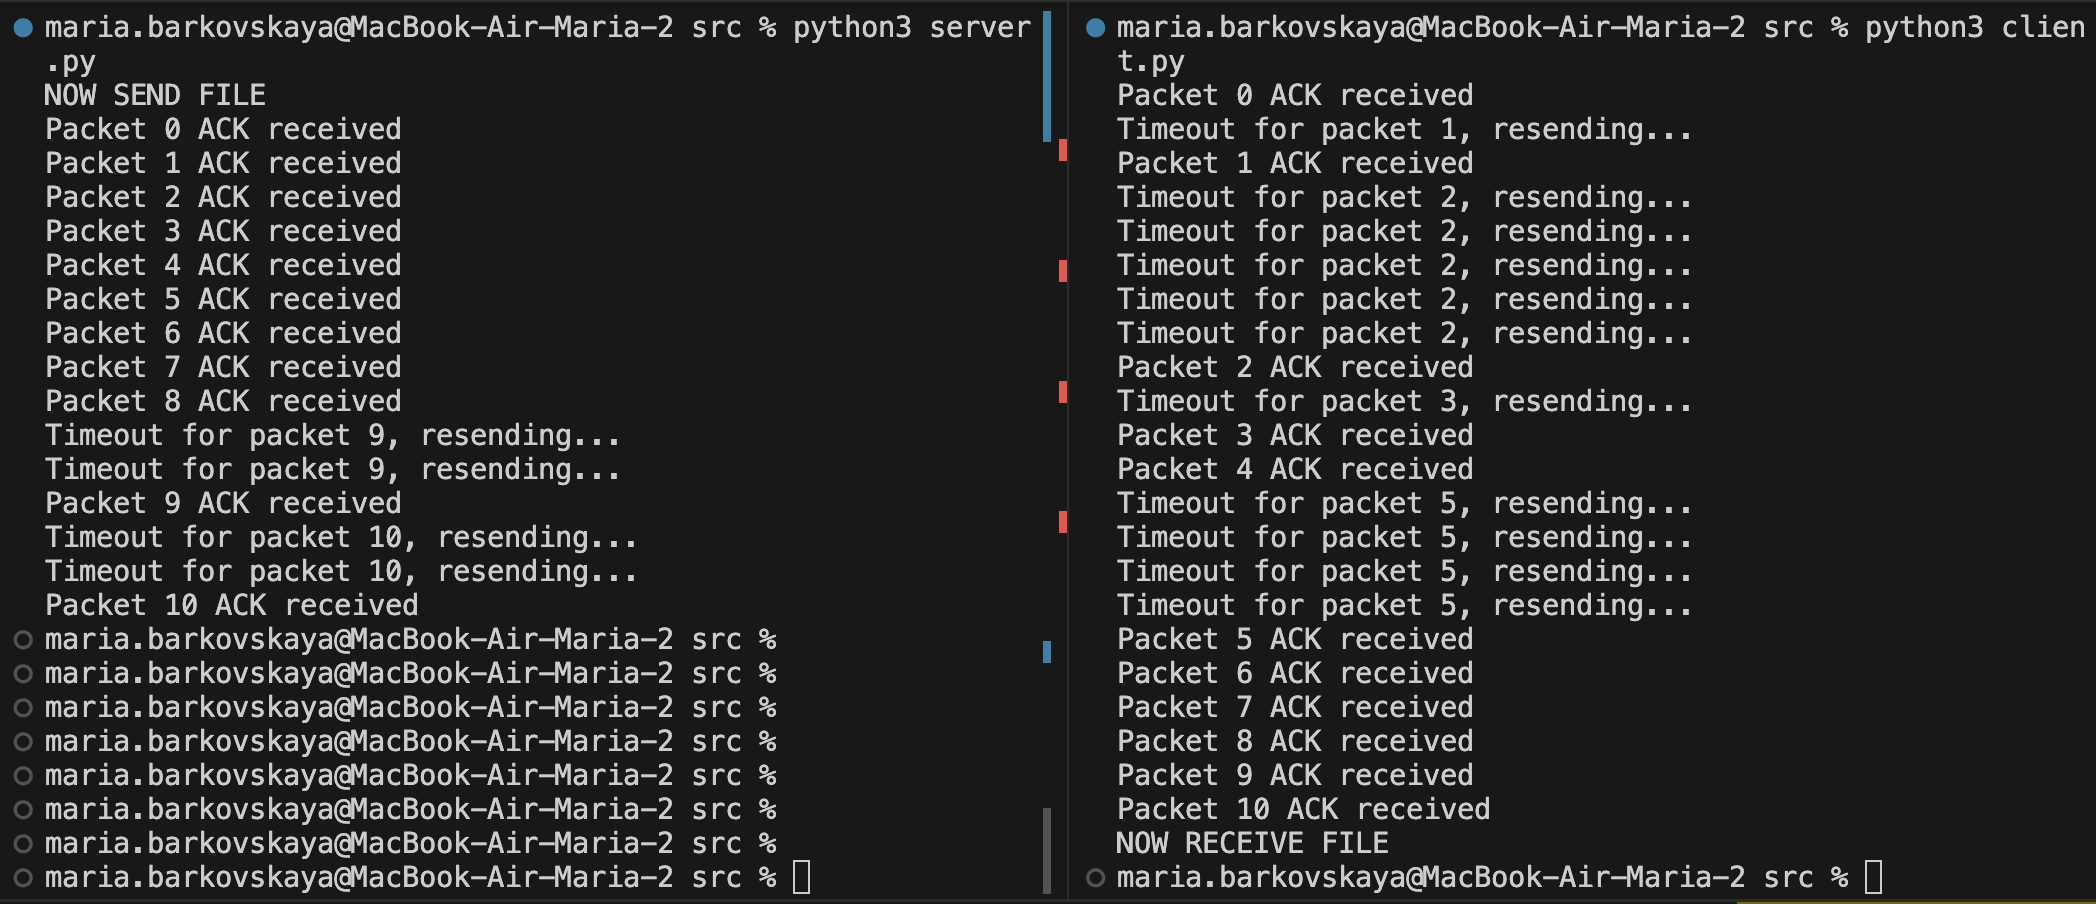 maria.barkovskaya@MacBook-Air-Maria-2 src % python3 server
.py
NOW SEND FILE
Packet 0 ACK received
Packet 1 ACK received
Packet 2 ACK received
Packet 3 ACK received
Packet 4 ACK received
Packet 5 ACK received
Packet 6 ACK received
Packet 7 ACK received
Packet 8 ACK received
Timeout for packet 9, resending...
Timeout for packet 9, resending...
Packet 9 ACK received
Timeout for packet 10, resending...
Timeout for packet 10, resending...
Packet 10 ACK received
maria.barkovskaya@MacBook-Air-Maria-2 src %
maria.barkovskaya@MacBook-Air-Maria-2 src %
maria.barkovskaya@MacBook-Air-Maria-2 src %
maria.barkovskaya@MacBook-Air-Maria-2 src %
maria.barkovskaya@MacBook-Air-Maria-2 src %
maria.barkovskaya@MacBook-Air-Maria-2 src %
maria.barkovskaya@MacBook-Air-Maria-2 src %
maria.barkovskaya@MacBook-Air-Maria-2 src %
maria.barkovskaya@MacBook-Air-Maria-2 src % python3 clien
t.py
Packet 0 ACK received
Timeout for packet 1, resending...
Packet 1 ACK received
Timeout for packet 2, resending...
Timeout for packet 2, resending...
Timeout for packet 2, resending...
Timeout for packet 2, resending...
Timeout for packet 2, resending...
Packet 2 ACK received
Timeout for packet 3, resending...
Packet 3 ACK received
Packet 4 ACK received
Timeout for packet 5, resending...
Timeout for packet 5, resending...
Timeout for packet 5, resending...
Timeout for packet 5, resending...
Packet 5 ACK received
Packet 6 ACK received
Packet 7 ACK received
Packet 8 ACK received
Packet 9 ACK received
Packet 10 ACK received
NOW RECEIVE FILE
maria.barkovskaya@MacBook-Air-Maria-2 src %